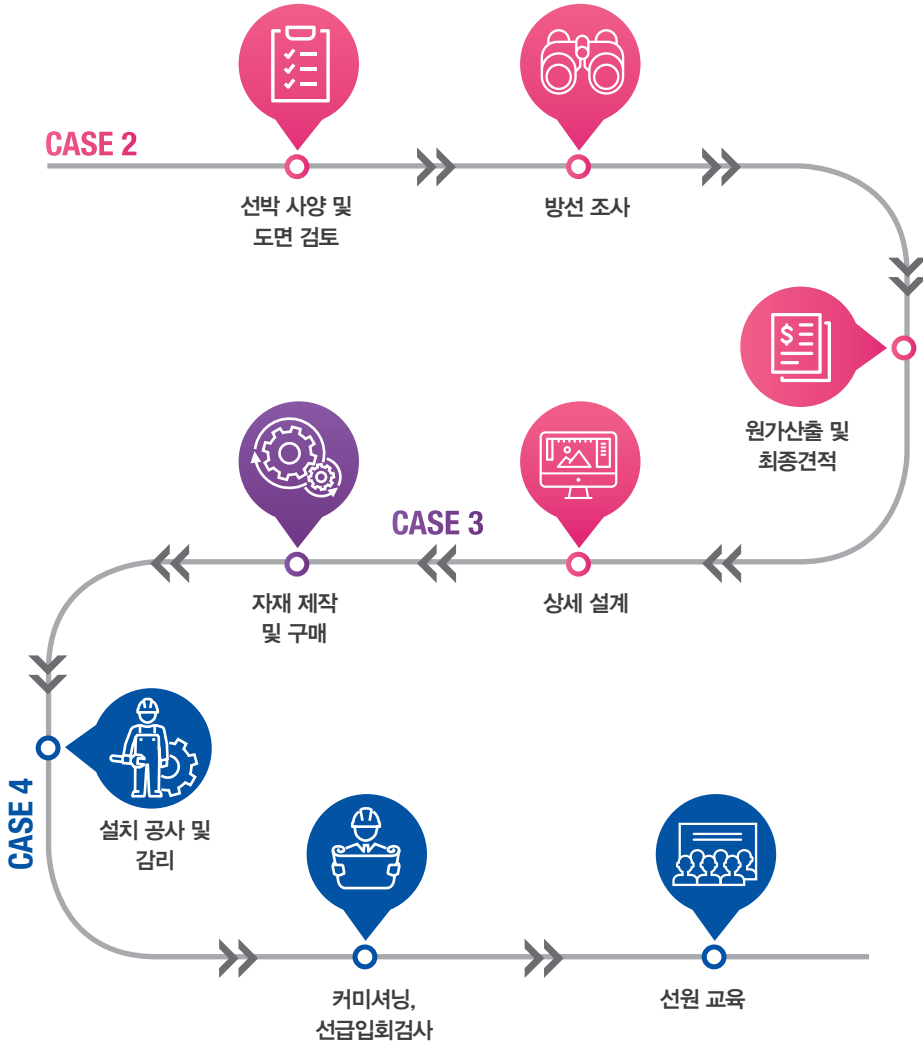 CASE 2
선박 사양 및
도면 검토
방선 조사
$
원가산출 및
최종견적
CASE 3
상세 설계
자재 제작
및 구매
CASE 4
설치 공사 및
감리
커미셔닝,
선급입회검사
선원 교육